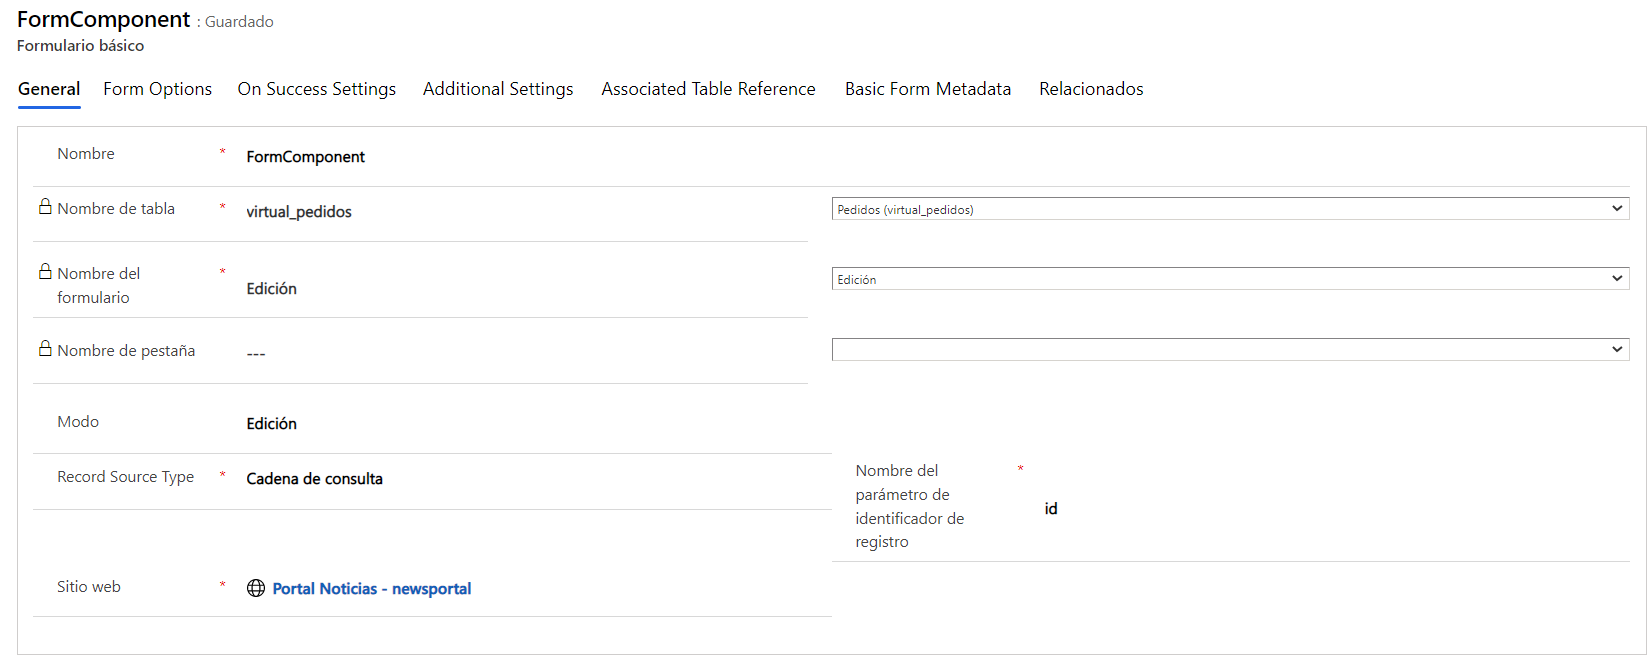 FormComponent : Guardado
Formulario básico
General Form Options On Success Settings Additional Settings Associated Table Reference Basic Form Metadata Relacionados
Nombre * FormComponent
Nombre de tabla * virtual_pedidos Pedidos (virtual_pedidos)
Nombre del formulario * Edición Edición
Nombre de pestaña ---
Modo Edición
Record Source Type * Cadena de consulta
Nombre del *
parámetro de
identificador de
registro
id
Sitio web * Portal Noticias - newsportal